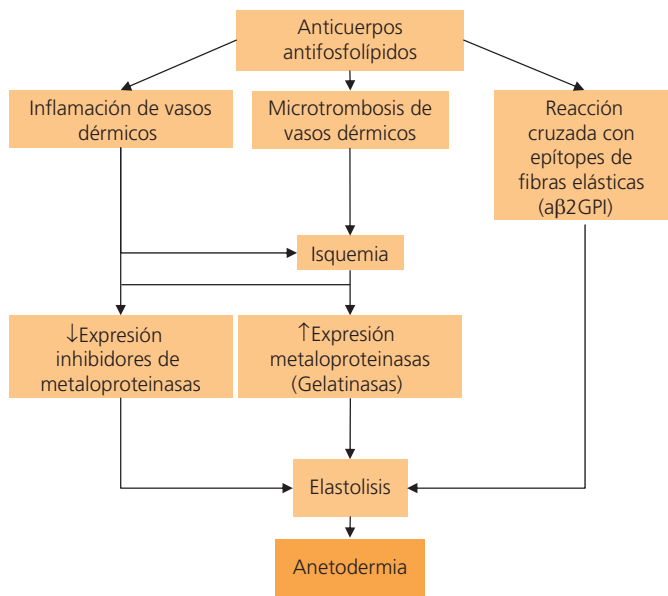 Anticuerpos
antifosfolípidos
Inflamación de vasos
dérmicos
Microtrombosis de
vasos dérmicos
Reacción
cruzada con
epítopes de
fibras elásticas
(aβ2GPI)
Isquemia
↓Expresión
inhibidores de
metaloproteinasas
↑Expresión
metaloproteinasas
(Gelatinasas)
Elastolisis
Anetodermia